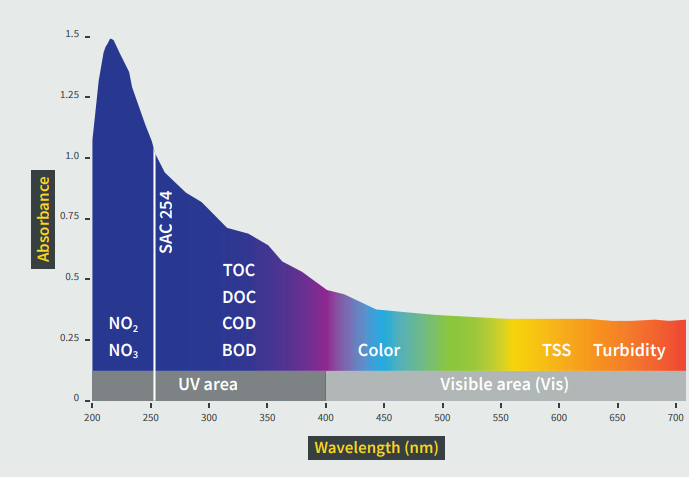 1.5
1.25
1.0
0.75
0.5
0.25
0
Absorbance
SAC 254
NO₂
NO₃
TOC
DOC
COD
BOD
Color
TSS
Turbidity
UV area
Visible area (Vis)
200 250 300 350 400 450 500 550 600 650 700
Wavelength (nm)